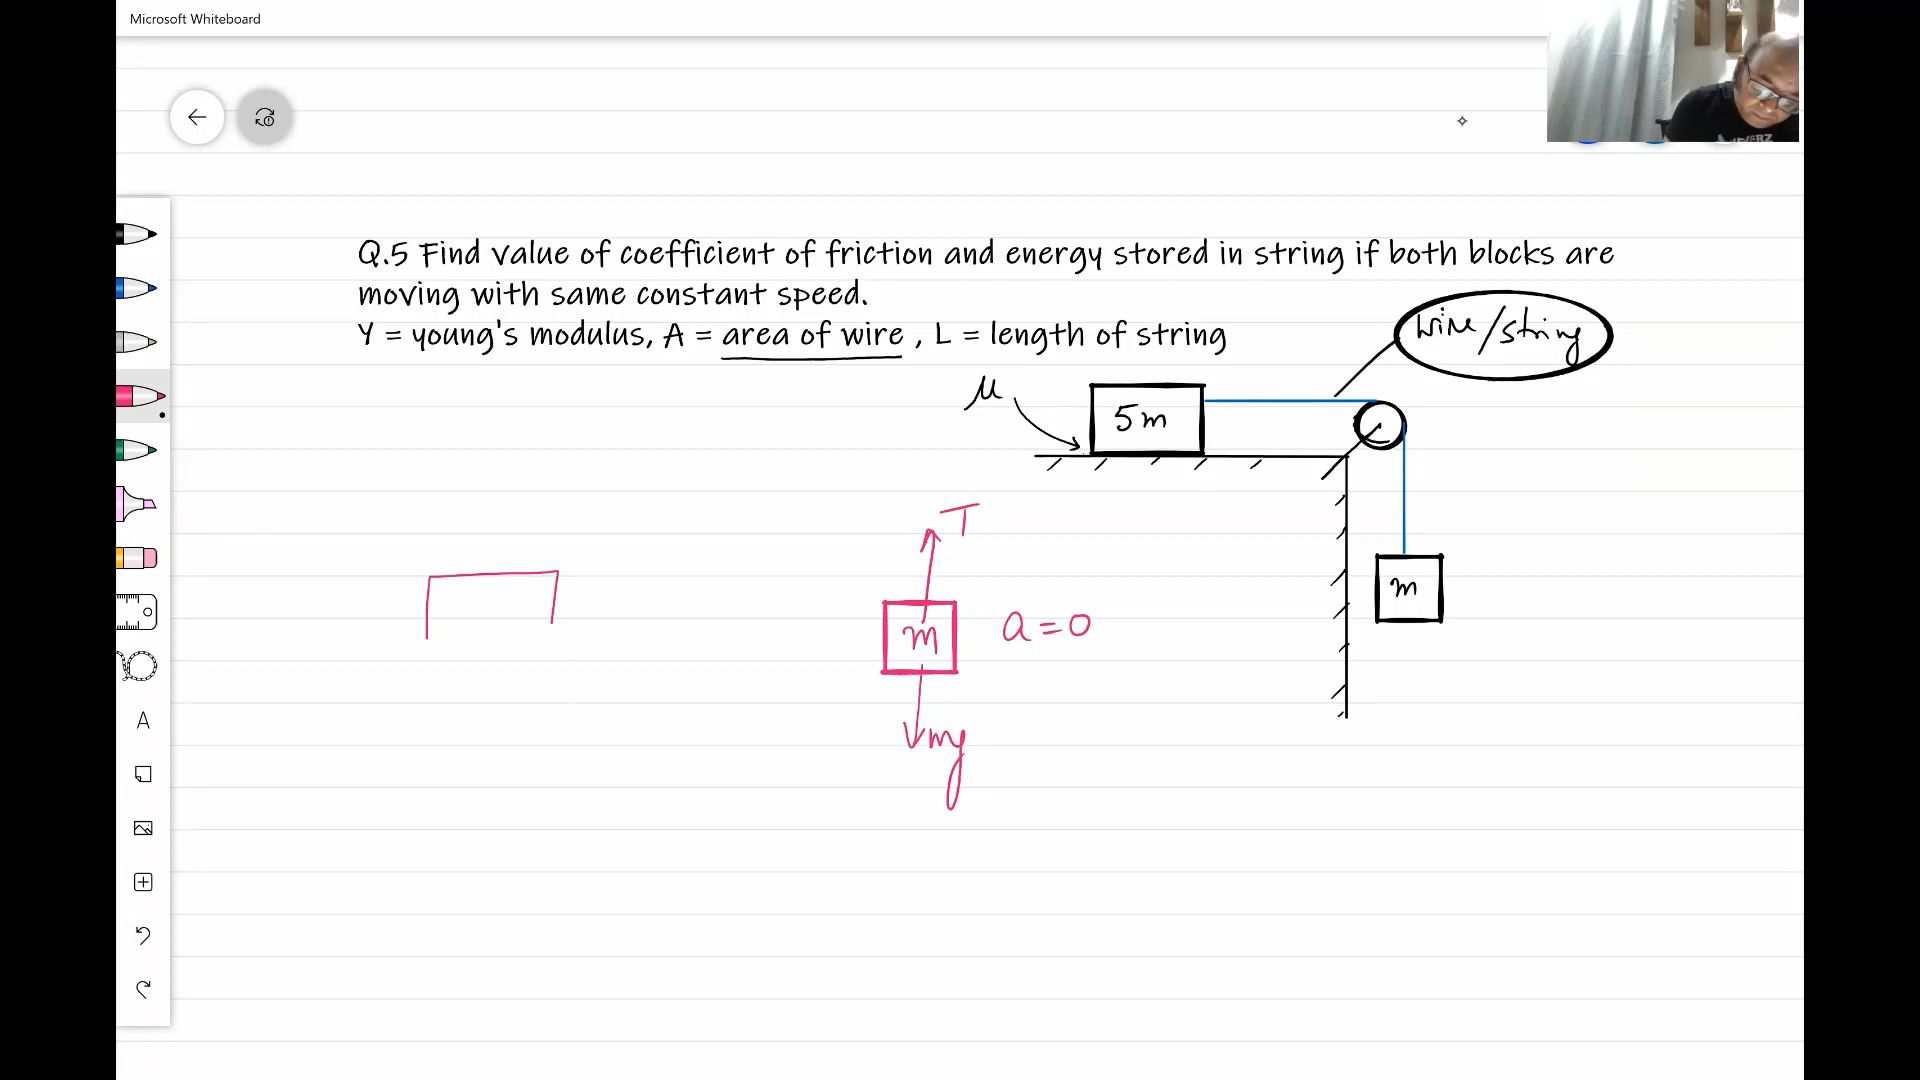 Microsoft Whiteboard
Q.5 Find value of coefficient of friction and energy stored in string if both blocks are
moving with same constant speed.
Y = young's modulus, A = area of wire , L = length of string
wire/string
μ
5m
T
m
m
a=0
mg
A